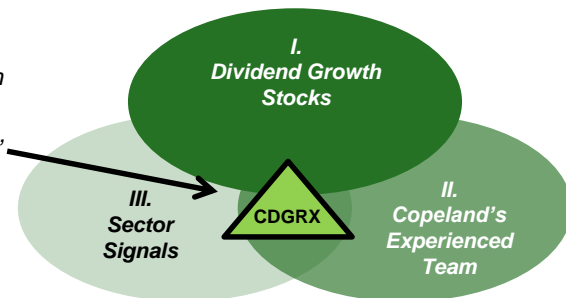 I.
Dividend Growth
Stocks
III.
Sector
Signals
CDGRX
II.
Copeland's
Experienced
Team